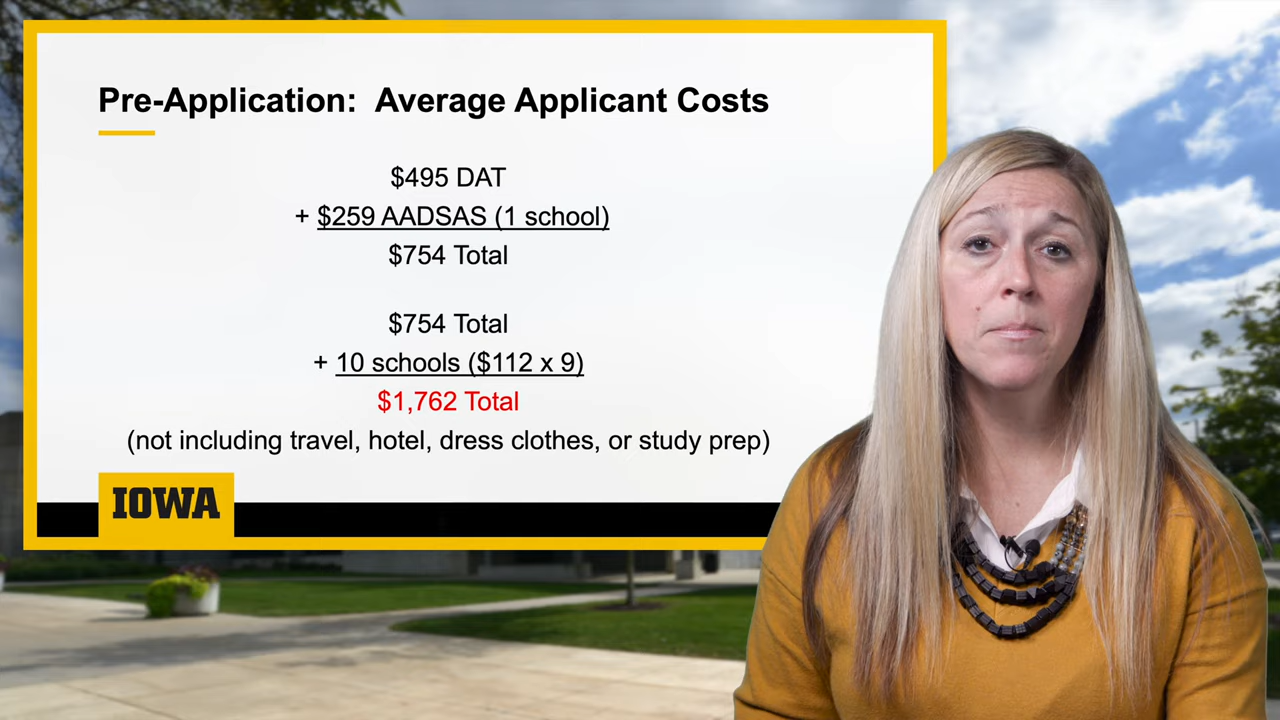 Pre-Application: Average Applicant Costs
$495 DAT
+ $259 AADSAS (1 school)
$754 Total
$754 Total
+ 10 schools ($112 x 9)
$1,762 Total
(not including travel, hotel, dress clothes, or study prep)
IOWA